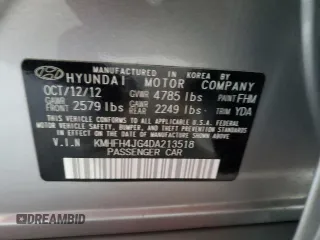 MANUFACTURED IN KOREA BY
HYUNDAI MOTOR COMPANY
OCT/12/12 GVWR 4785 lbs PAINT FHM
GAWR FRONT 2579 lbs GAWR REAR 2249 lbs TRIM YDA
THIS VEHICLE CONFORMS TO ALL APPLICABLE U.S.
FEDERAL MOTOR VEHICLE SAFETY, BUMPER, AND THEFT
PREVENTION STANDARDS IN EFFECT ON THE DATE OF
MANUFACTURE SHOWN ABOVE.
V.I.N KMHFH4JG4DA213518
PASSENGER CAR
DREAMBID